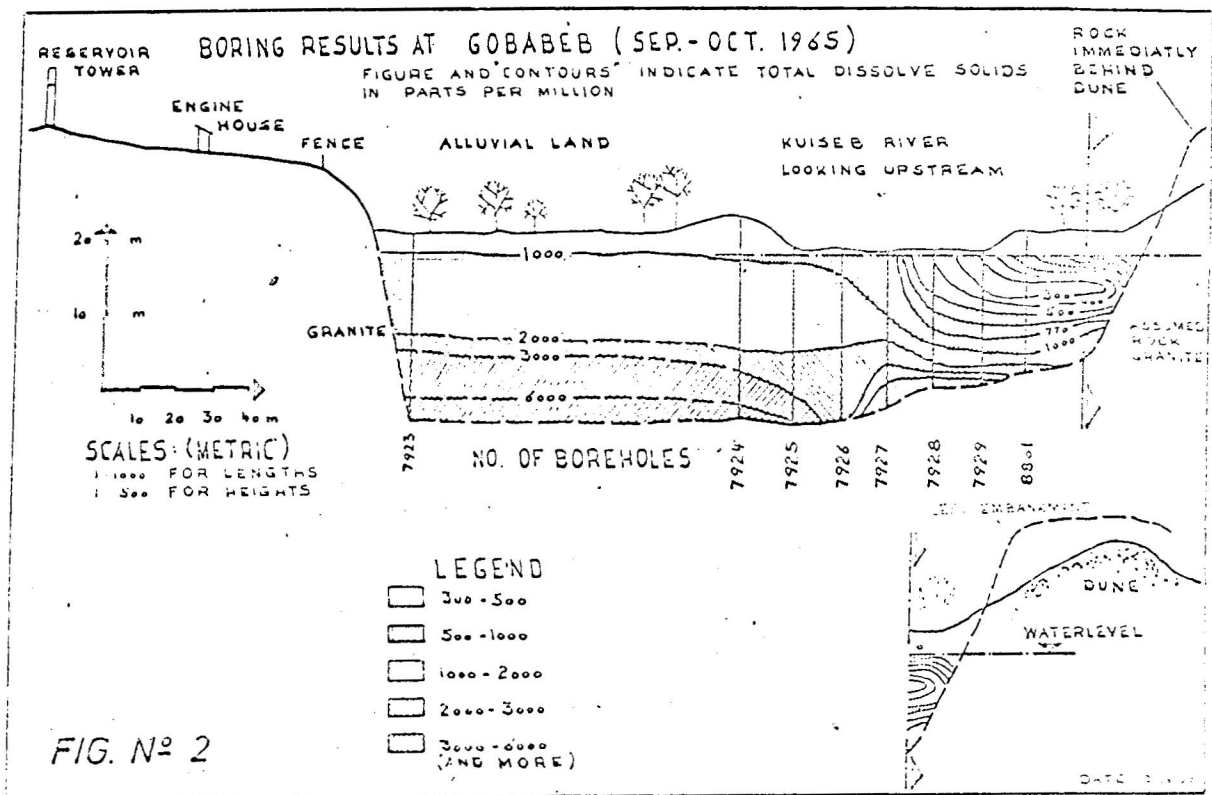 BORING RESULTS AT GOBABEB (SEP.- OCT. 1965)
FIGURE AND "CONTOURS" INDICATE TOTAL DISSOLVE SOLIDS
IN PARTS PER MILLION
RESERVOIR
TOWER
ENGINE
HOUSE
FENCE
ALLUVIAL LAND
KUISEB RIVER
LOOKING UPSTREAM
ROCK
IMMEDIATLY
BEHIND
DUNE
20 m
10 m
10 20 30 40 m
SCALES: (METRIC)
1:1000 FOR LENGTHS
1 500 FOR HEIGHTS
GRANITE
1000
2000
3000
6000
300
400
500
770
1000
ASSUMED
ROCK
GRANITE
NO. OF BOREHOLES
7923
7924
7925
7926
7927
7928
7929
8861
LEFT EMBANKMENT
DUNE
WATERLEVEL
LEGEND
300 - 500
500 - 1000
1000 - 2000
2000 - 3000
3000 - 6000
(AND MORE)
FIG. Nº 2
DATE